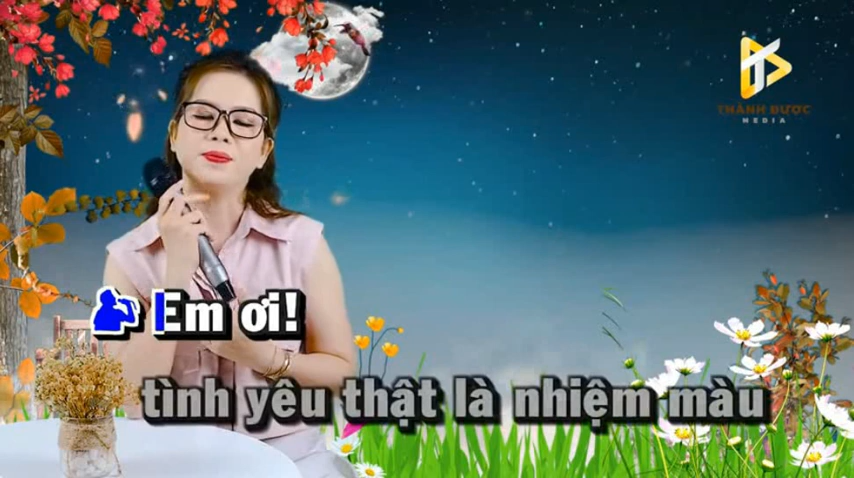 THÀNH ĐƯỢC
MEDIA
Em ơi!
tình yêu thật là nhiệm màu